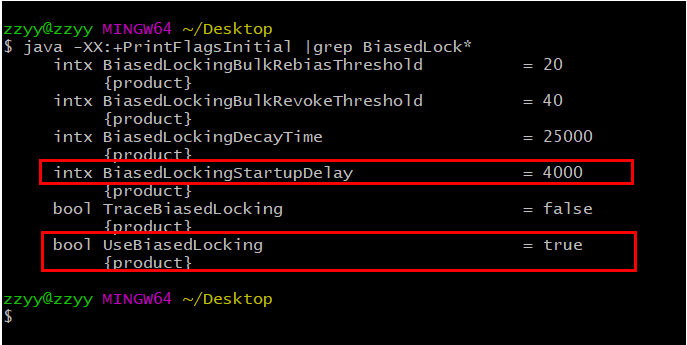 zzyy@zzyy MINGW64 ~/Desktop
$ java -XX:+PrintFlagsInitial |grep BiasedLock*
intx BiasedLockingBulkRebiasThreshold = 20
{product}
intx BiasedLockingBulkRevokeThreshold = 40
{product}
intx BiasedLockingDecayTime = 25000
{product}
intx BiasedLockingStartupDelay = 4000
{product}
bool TraceBiasedLocking = false
{product}
bool UseBiasedLocking = true
{product}
zzyy@zzyy MINGW64 ~/Desktop
$